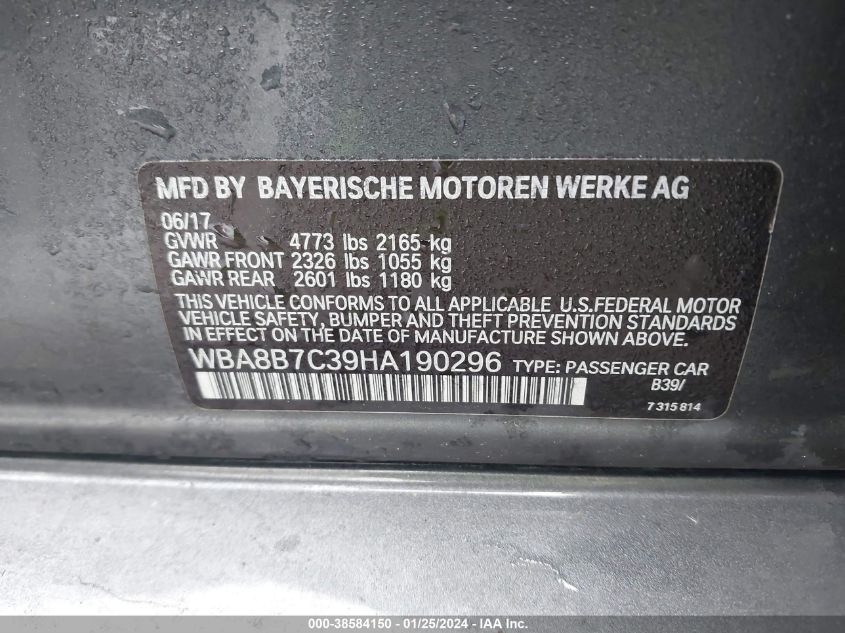 MFD BY BAYERISCHE MOTOREN WERKE AG
06/17
GVWR 4773 lbs 2165 kg
GAWR FRONT 2326 lbs 1055 kg
GAWR REAR 2601 lbs 1180 kg
THIS VEHICLE CONFORMS TO ALL APPLICABLE U.S.FEDERAL MOTOR
VEHICLE SAFETY, BUMPER AND THEFT PREVENTION STANDARDS
IN EFFECT ON THE DATE OF MANUFACTURE SHOWN ABOVE.
WBA8B7C39HA190296 TYPE: PASSENGER CAR
B39/
7 315 814
000-38584150 - 01/25/2024 - IAA Inc.